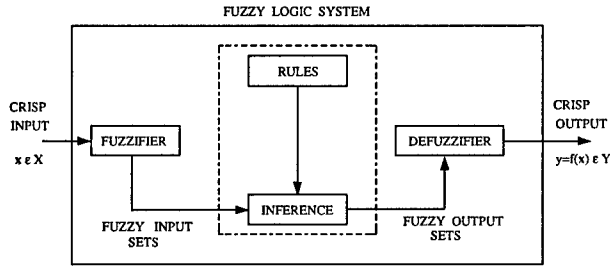 FUZZY LOGIC SYSTEM
RULES
CRISP
INPUT
x ε X
FUZZIFIER
DEFUZZIFIER
CRISP
OUTPUT
y=f(x) ε Y
INFERENCE
FUZZY INPUT
SETS
FUZZY OUTPUT
SETS